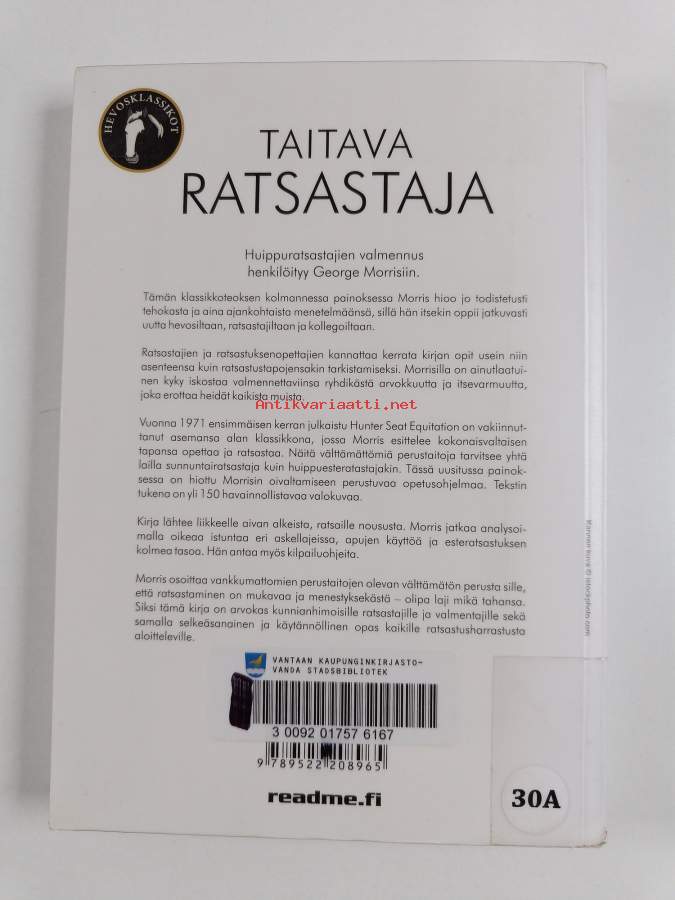 HEVOSKLASSIKOT
TAITAVA
RATSASTAJA
Huippuratsastajien valmennus
henkilöityy George Morrisiin.
Tämän klassikkoteoksen kolmannessa painoksessa Morris hioo jo todistetusti
tehokasta ja aina ajankohtaista menetelmäänsä, sillä hän itsekin oppii jatkuvasti
uutta hevosiltaan, ratsastajiltaan ja kollegoiltaan.
Ratsastajien ja ratsastuksenopettajien kannattaa kerrata kirjan opit usein niin
asenteensa kuin ratsastustapojensakin tarkistamiseksi. Morrisilla on ainutlaatui-
nen kyky iskostaa valmennettaviinsa ryhdikästä arvokkuutta ja itsevarmuutta,
joka erottaa heidät kaikista muista.
Antikvariaatti.net
Vuonna 1971 ensimmäisen kerran julkaistu Hunter Seat Equitation on vakiinnut-
tanut asemansa alan klassikkona, jossa Morris esittelee kokonaisvaltaisen
tapansa opettaa ja ratsastaa. Näitä välttämättömiä perustaitoja tarvitsee yhtä
lailla sunnuntairatsastaja kuin huippuesteratastajakin. Tässä uusitussa painok-
sessa on hiottu Morrisin oivaltamiseen perustuvaa opetusohjelmaa. Tekstin
tukena on yli 150 havainnollistavaa valokuvaa.
Kirja lähtee liikkeelle aivan alkeista, ratsaille noususta. Morris jatkaa analysoi-
malla oikeaa istuntaa eri askellajeissa, apujen käyttöä ja esteratsastuksen
kolmea tasoa. Hän antaa myös kilpailuohjeita.
Morris osoittaa vankkumattomien perustaitojen olevan välttämätön perusta sille,
että ratsastaminen on mukavaa ja menestyksekästä – olipa laji mikä tahansa.
Siksi tämä kirja on arvokas kunnianhimoisille ratsastajille ja valmentajille sekä
samalla selkeäsanainen ja käytännöllinen opas kaikille ratsastusharrastusta
aloitteleville.
Kannen kuva © istockphoto.com
VANTAAN KAUPUNGINKIRJASTO-
VANDA STADSBIBLIOTEK
3 0092 01757 6167
9 789522 208965
readme.fi
30A